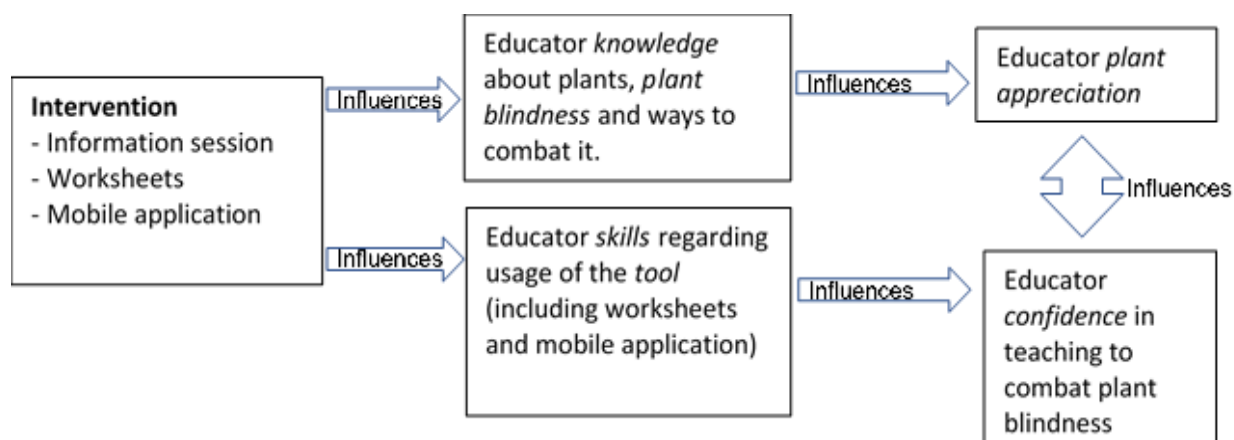 Intervention
- Information session
- Worksheets
- Mobile application
Influences
Educator knowledge
about plants, plant
blindness and ways to
combat it.
Influences
Educator plant
appreciation
Influences
Influences
Educator skills regarding
usage of the tool
(including worksheets
and mobile application)
Influences
Educator
confidence in
teaching to
combat plant
blindness